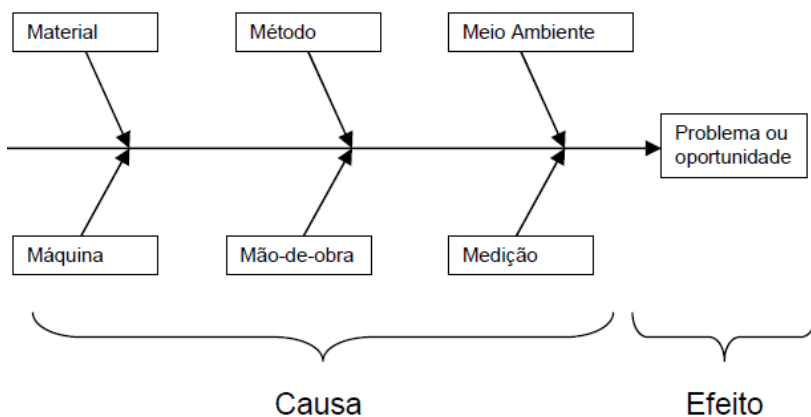 Material
Método
Meio Ambiente
Problema ou
oportunidade
Máquina
Mão-de-obra
Medição
Causa
Efeito